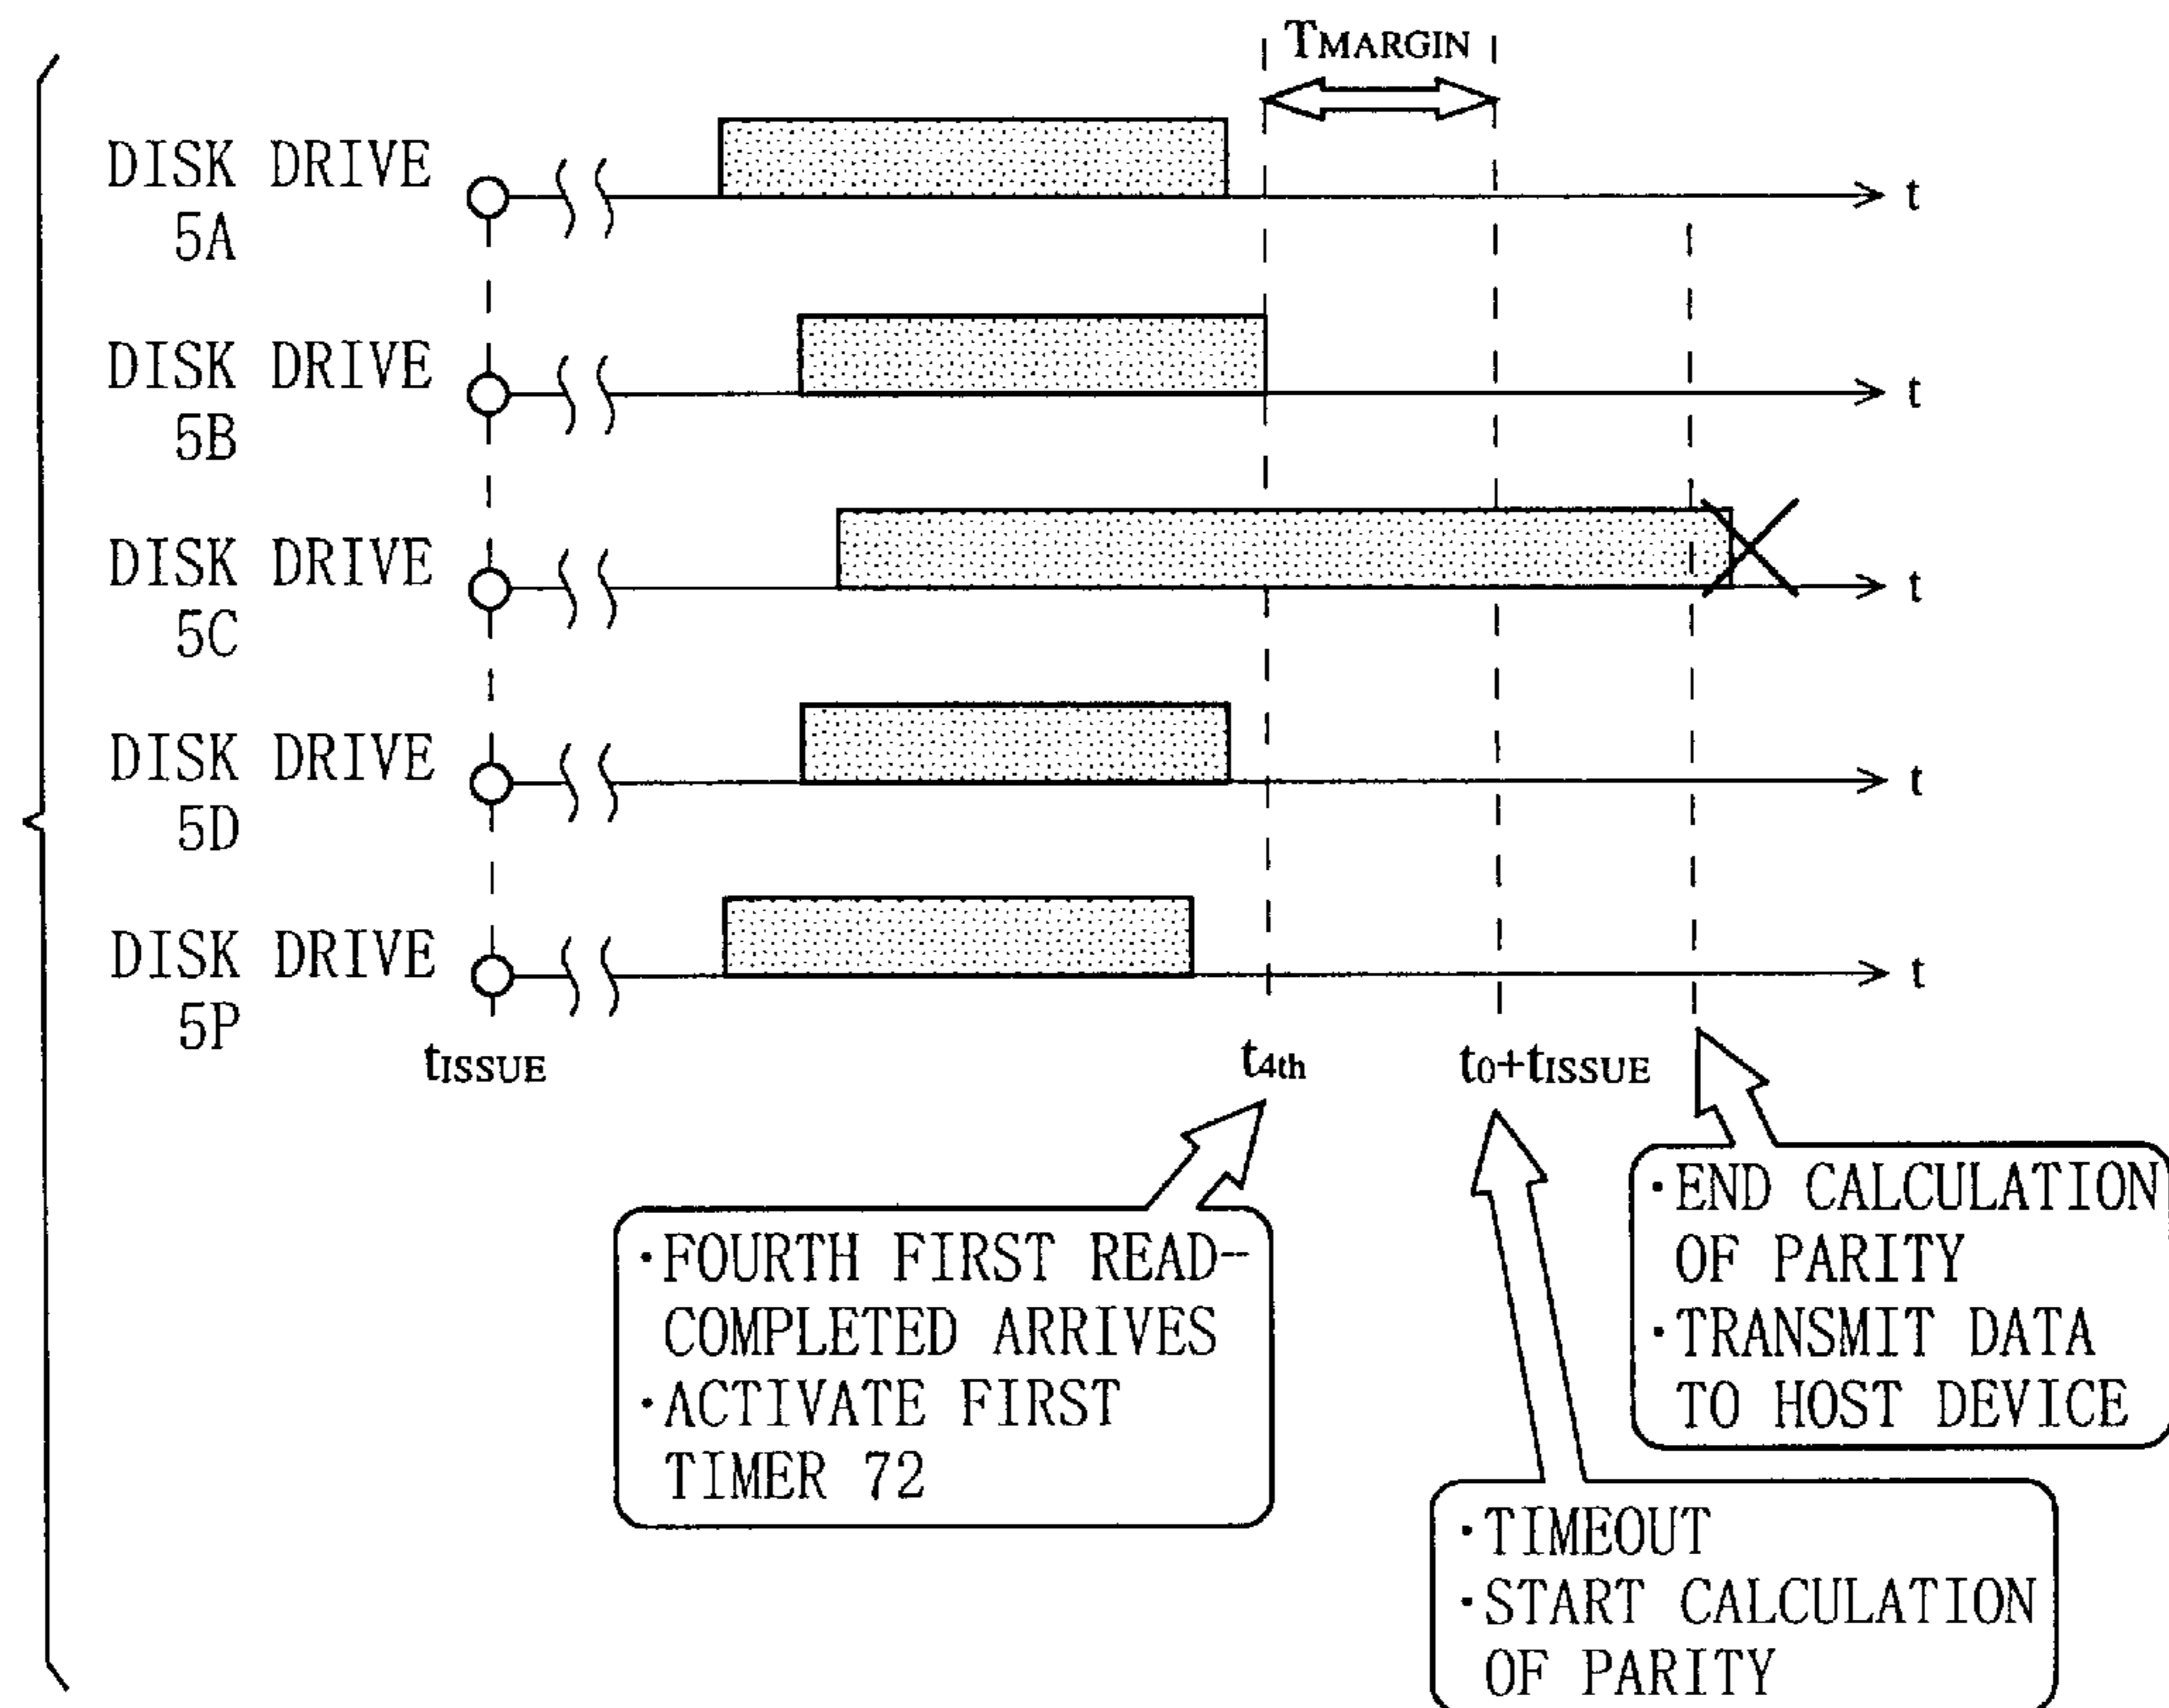 TMARGIN
DISK DRIVE
5A
t
DISK DRIVE
5B
t
DISK DRIVE
5C
t
DISK DRIVE
5D
t
DISK DRIVE
5P
t
tISSUE
t4th
t0+tISSUE
·FOURTH FIRST READ-
COMPLETED ARRIVES
·ACTIVATE FIRST
TIMER 72
·END CALCULATION
OF PARITY
·TRANSMIT DATA
TO HOST DEVICE
·TIMEOUT
·START CALCULATION
OF PARITY